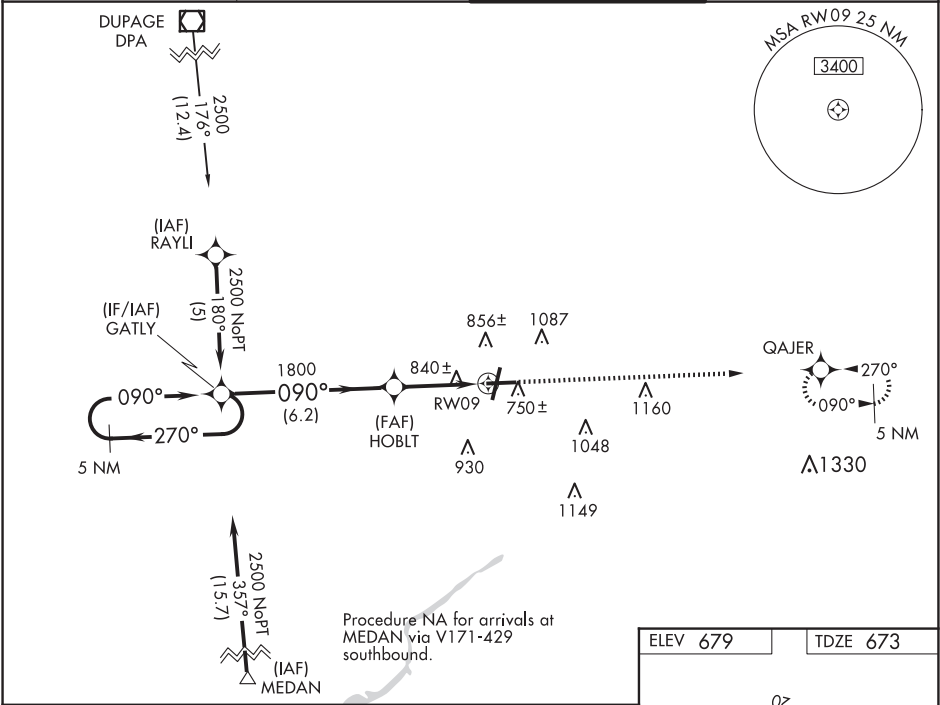 DUPAGE
DPA
2500
176°
(12.4)
MSA RW09 25 NM
3400
(IAF)
RAYLI
2500 NoPT
180°
(5)
(IF/IAF)
GATLY
090°
270°
5 NM
1800
090°
(6.2)
(FAF)
HOBLT
840±
RW09
856±
1087
750±
1160
930
1048
1149
QAJER
270°
090°
5 NM
1330
2500 NoPT
357°
(15.7)
(IAF)
MEDAN
Procedure NA for arrivals at
MEDAN via V171-429
southbound.
ELEV 679
TDZE 673